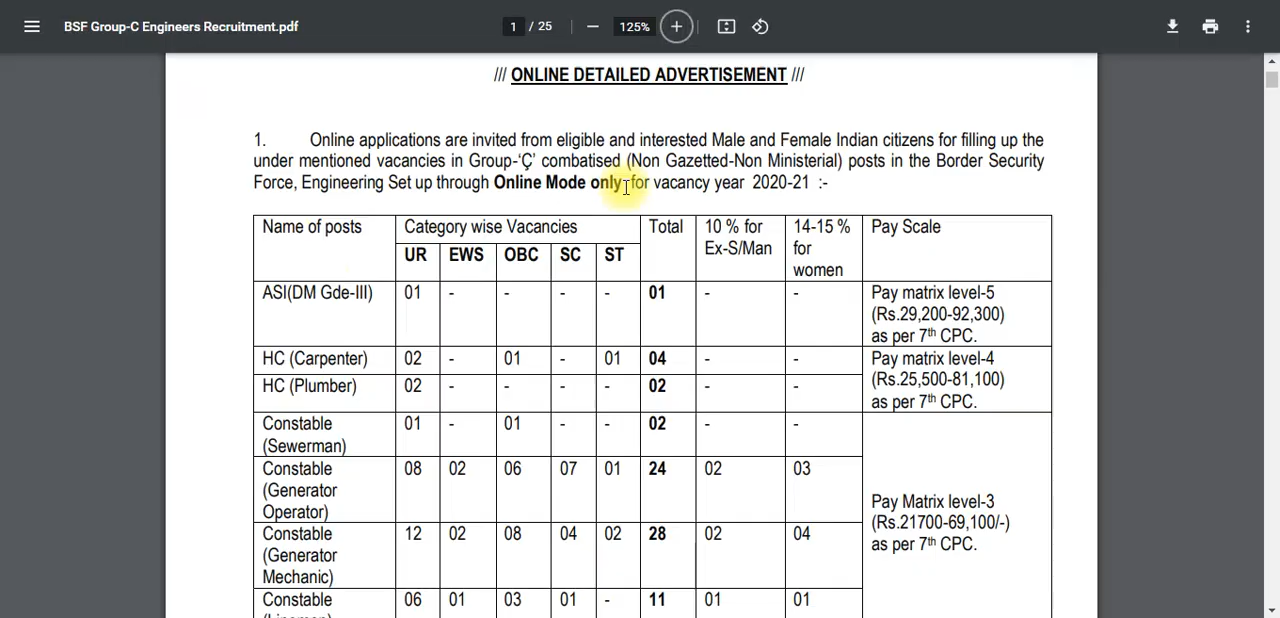 BSF Group-C Engineers Recruitment.pdf 1 / 25 125%
/// ONLINE DETAILED ADVERTISEMENT ///
1. Online applications are invited from eligible and interested Male and Female Indian citizens for filling up the
under mentioned vacancies in Group-‘Ç’ combatised (Non Gazetted-Non Ministerial) posts in the Border Security
Force, Engineering Set up through Online Mode only for vacancy year 2020-21 :-
Name of posts Category wise Vacancies Total 10 % for Ex-S/Man 14-15 % for women Pay Scale
UR EWS OBC SC ST
ASI(DM Gde-III) 01 - - - - 01 - - Pay matrix level-5
(Rs.29,200-92,300)
as per 7th CPC.
HC (Carpenter) 02 - 01 - 01 04 - - Pay matrix level-4
(Rs.25,500-81,100)
HC (Plumber) 02 - - - - 02 - -
as per 7th CPC.
Constable 01 - 01 - - 02 - -
(Sewerman)
Constable 08 02 06 07 01 24 02 03
(Generator
Operator)
Pay Matrix level-3
(Rs.21700-69,100/-)
as per 7th CPC.
Constable 12 02 08 04 02 28 02 04
(Generator
Mechanic)
Constable 06 01 03 01 - 11 01 01